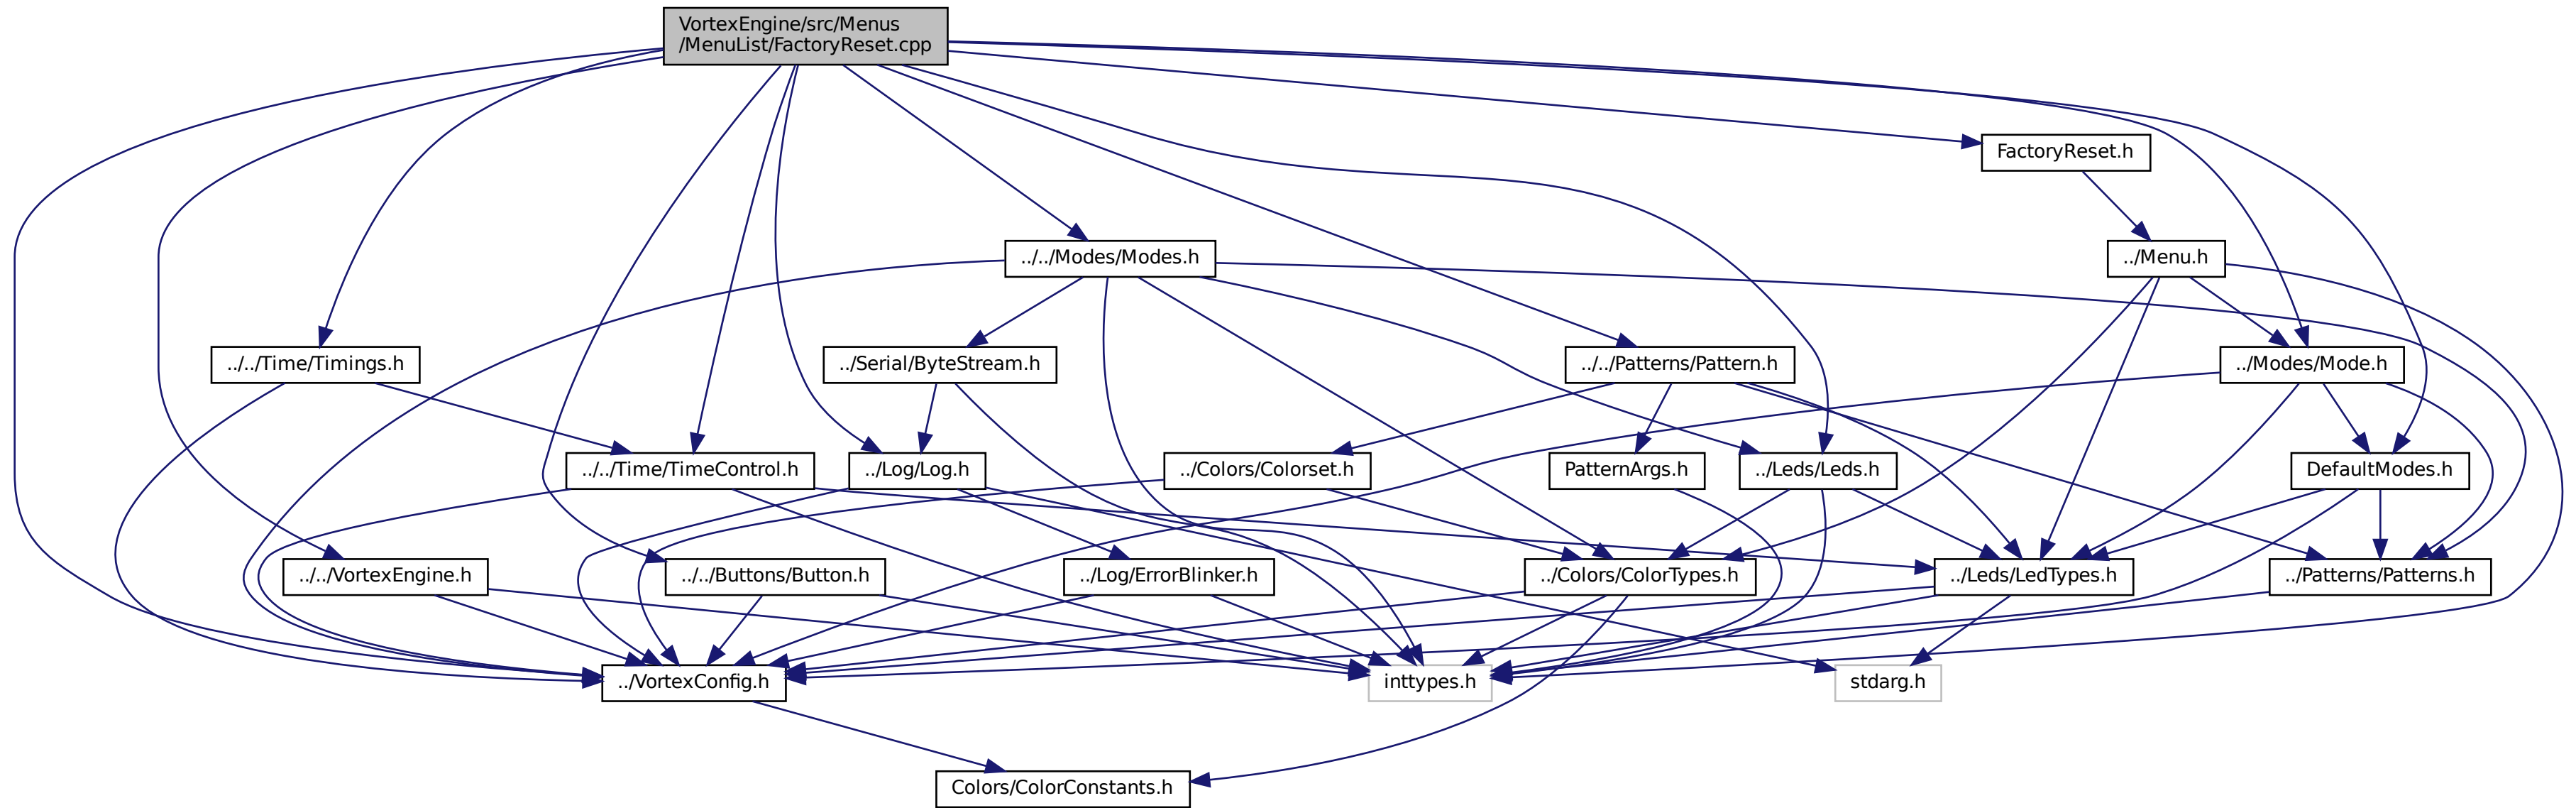 VortexEngine/src/Menus
/MenuList/FactoryReset.cpp
FactoryReset.h
../../Modes/Modes.h
../Menu.h
../../Time/Timings.h
../Serial/ByteStream.h
../../Patterns/Pattern.h
../Modes/Mode.h
../../Time/TimeControl.h
../Log/Log.h
../Colors/Colorset.h
PatternArgs.h
../Leds/Leds.h
DefaultModes.h
../../VortexEngine.h
../../Buttons/Button.h
../Log/ErrorBlinker.h
../Colors/ColorTypes.h
../Leds/LedTypes.h
../Patterns/Patterns.h
../VortexConfig.h
inttypes.h
stdarg.h
Colors/ColorConstants.h